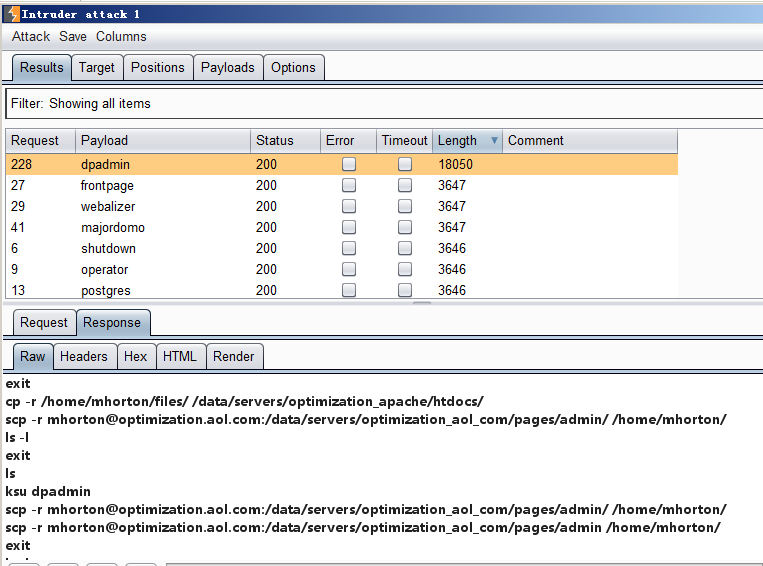 Intruder attack 1
Attack Save Columns
Results Target Positions Payloads Options
Filter: Showing all items
Request Payload Status Error Timeout Length Comment
228 dpadmin 200 18050
27 frontpage 200 3647
29 webalizer 200 3647
41 majordomo 200 3647
6 shutdown 200 3646
9 operator 200 3646
13 postgres 200 3646
Request Response
Raw Headers Hex HTML Render
exit
cp -r /home/mhorton/files/ /data/servers/optimization_apache/htdocs/
scp -r mhorton@optimization.aol.com:/data/servers/optimization_aol_com/pages/admin/ /home/mhorton/
ls -l
exit
ls
ksu dpadmin
scp -r mhorton@optimization.aol.com:/data/servers/optimization_aol_com/pages/admin/ /home/mhorton/
scp -r mhorton@optimization.aol.com:/data/servers/optimization_aol_com/pages/admin /home/mhorton/
exit